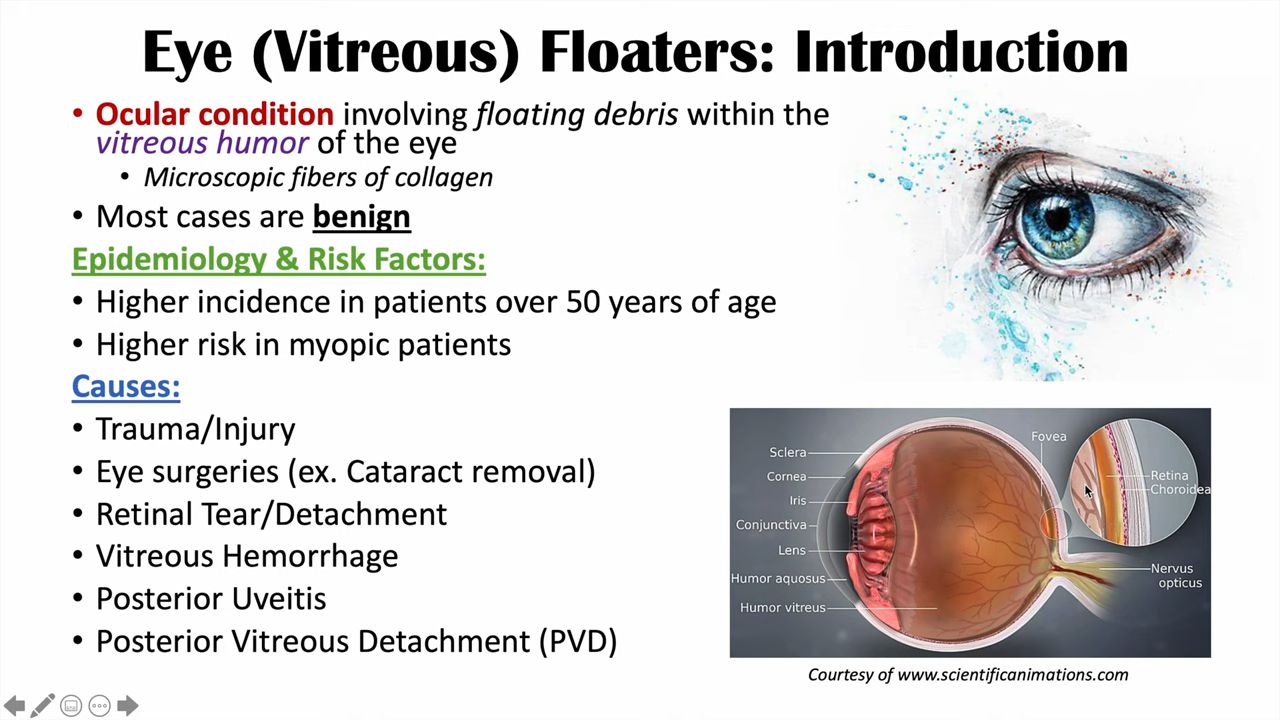 Eye (Vitreous) Floaters: Introduction
• Ocular condition involving floating debris within the
vitreous humor of the eye
• Microscopic fibers of collagen
• Most cases are benign
Epidemiology & Risk Factors:
• Higher incidence in patients over 50 years of age
• Higher risk in myopic patients
Causes:
• Trauma/Injury
• Eye surgeries (ex. Cataract removal)
• Retinal Tear/Detachment
• Vitreous Hemorrhage
• Posterior Uveitis
• Posterior Vitreous Detachment (PVD)
Sclera
Cornea
Iris
Conjunctiva
Lens
Humor aquosus
Humor vitreus
Fovea
Retina
Choroidea
Nervus
opticus
Courtesy of www.scientificanimations.com